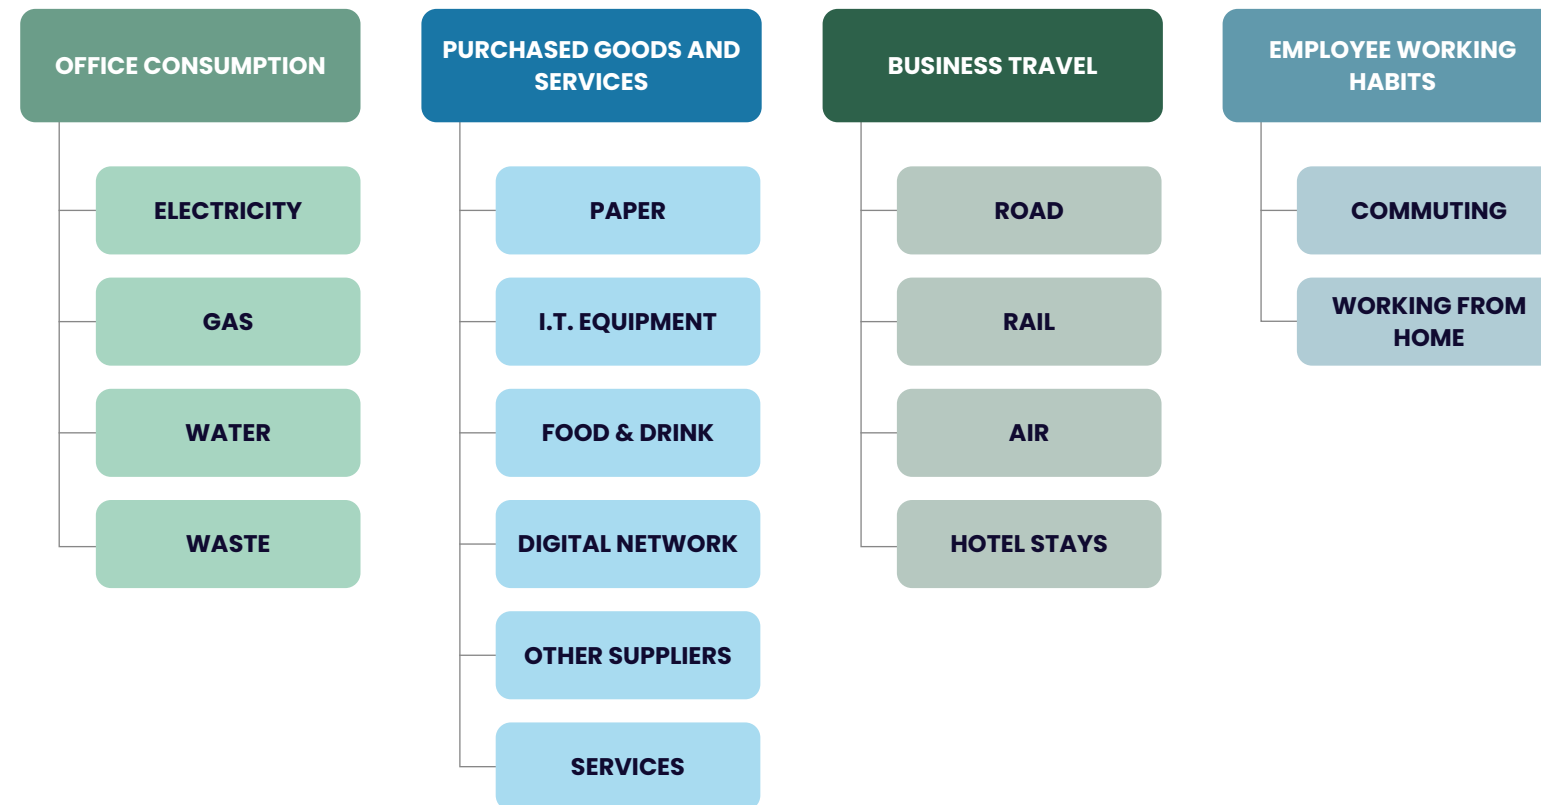 OFFICE CONSUMPTION
ELECTRICITY
GAS
WATER
WASTE
PURCHASED GOODS AND
SERVICES
PAPER
I.T. EQUIPMENT
FOOD & DRINK
DIGITAL NETWORK
OTHER SUPPLIERS
SERVICES
BUSINESS TRAVEL
ROAD
RAIL
AIR
HOTEL STAYS
EMPLOYEE WORKING
HABITS
COMMUTING
WORKING FROM
HOME